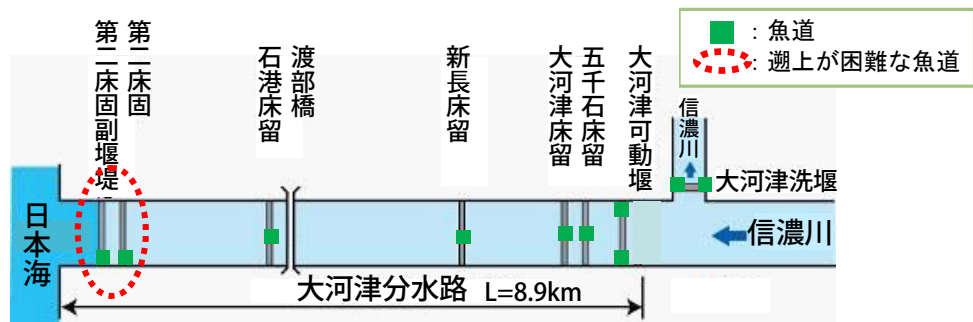 ：魚道
：遡上が困難な魚道
第二床固副堰堤
第二床固
石港床留
渡部橋
新長床留
大河津床留
五千石床留
大河津可動堰
信濃川
大河津洗堰
日本海
信濃川
大河津分水路 L=8.9km